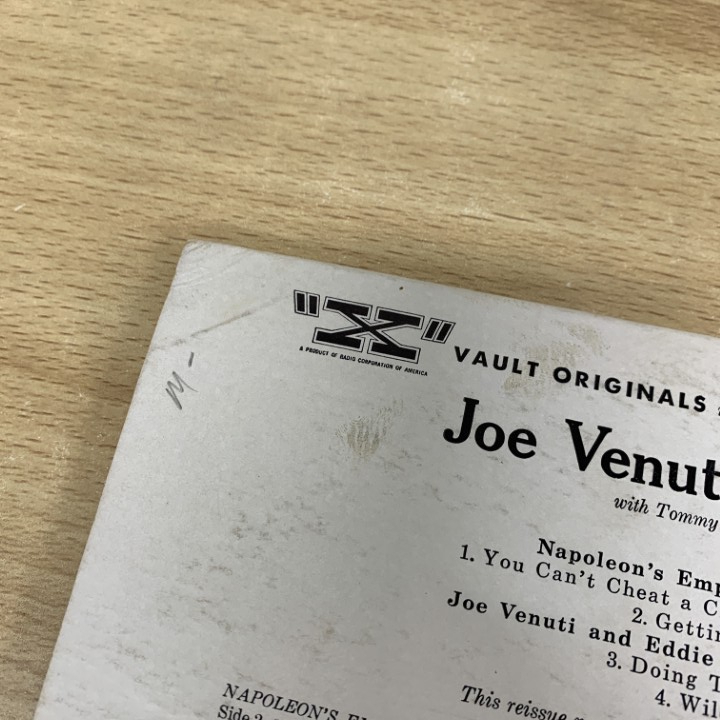 "X"
A PRODUCT OF RADIO CORPORATION OF AMERICA
VAULT ORIGINALS
M-
Joe Venuti
with Tommy
Napoleon's Emp
1. You Can't Cheat a C
2. Gettin
Joe Venuti and Eddie
3. Doing T
4. Wil
This reissue
NAPOLEON'S
Side 2